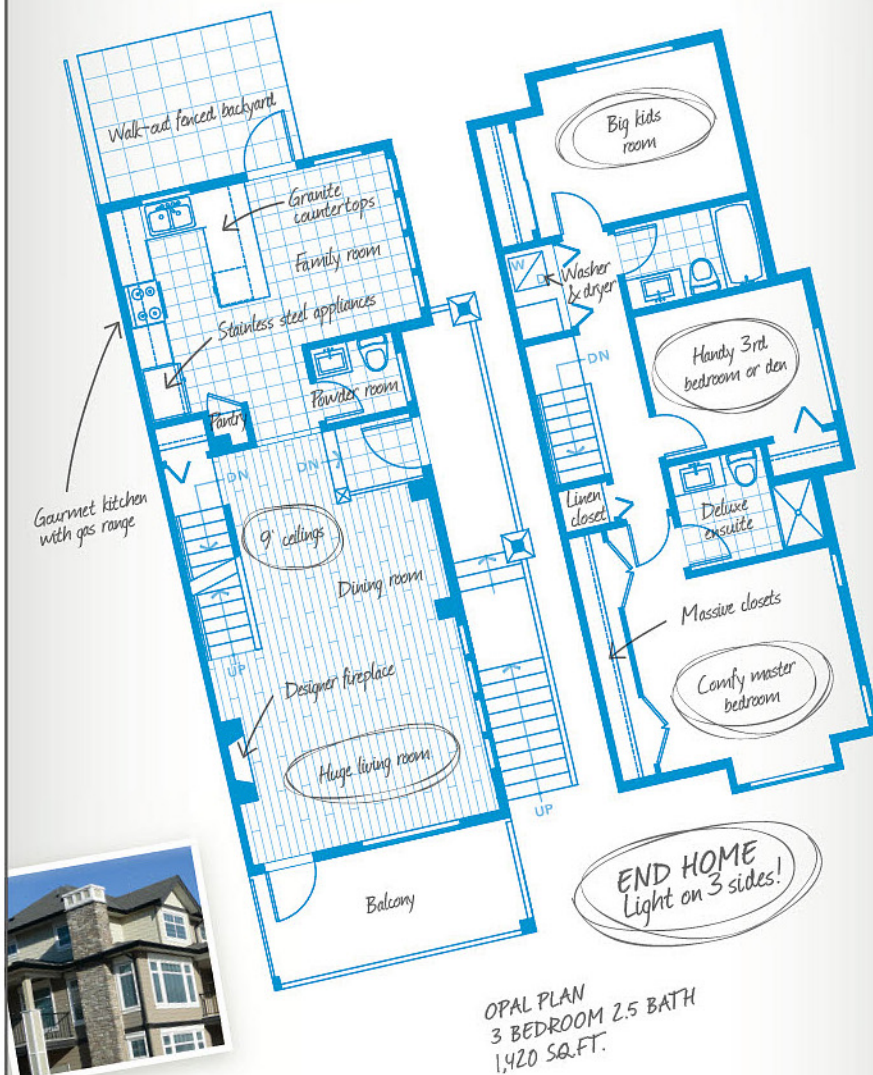 Walk-out fenced backyard
Granite
countertops
Family room
Stainless steel appliances
Powder room
Pantry
DN
DN
Gourmet kitchen
with gas range
9' ceilings
Dining room
UP
Designer fireplace
Huge living room
UP
Balcony
Big kids
room
W
D
Washer
& dryer
DN
Handy 3rd
bedroom or den
Linen
closet
Deluxe
ensuite
Massive closets
Comfy master
bedroom
END HOME
Light on 3 sides!
OPAL PLAN
3 BEDROOM 2.5 BATH
1,420 SQ.FT.